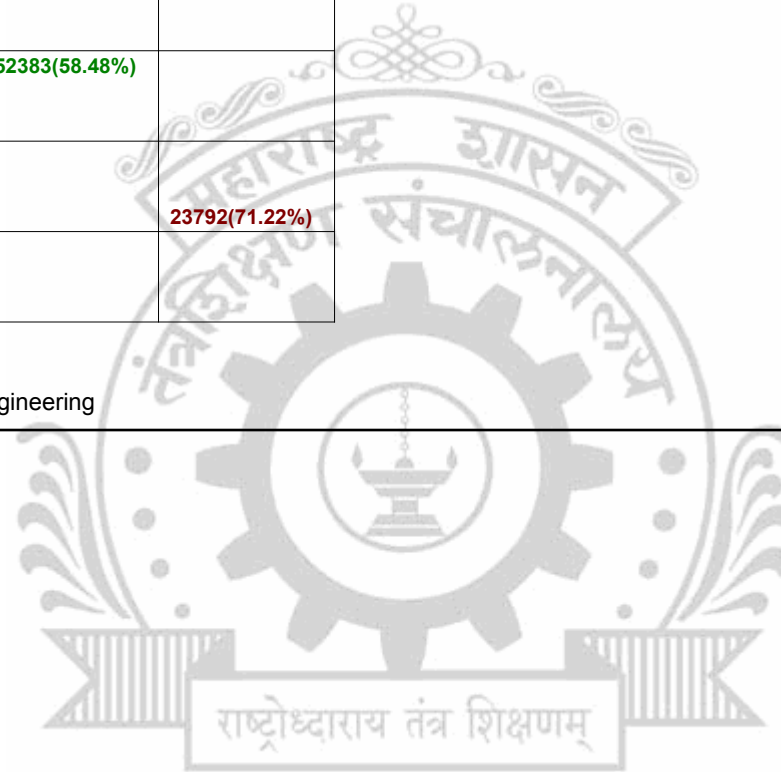 52383(58.48%)
महाराष्ट्र शासन
23792(71.22%)
तंत्रशिक्षण संचालनालय
gineering
राष्ट्रोध्दाराय तंत्र शिक्षणम्